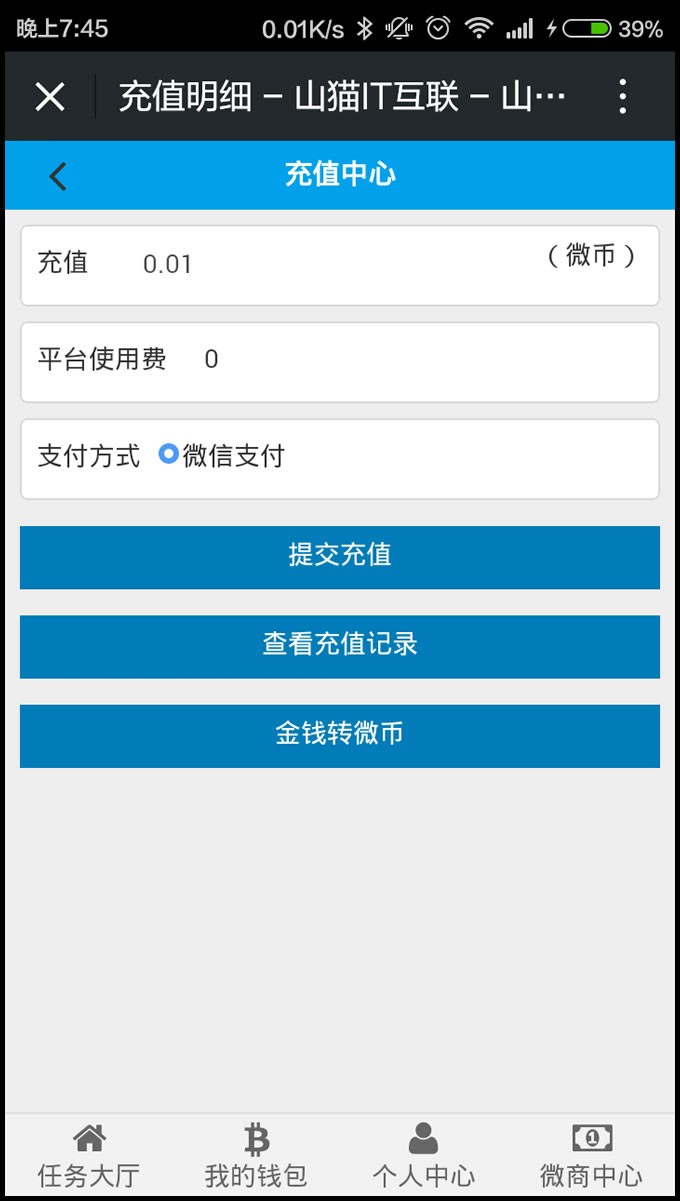 晚上7:45 0.01K/s 39%
充值明细 – 山猫IT互联 – 山…
充值中心
充值 0.01 （微币）
平台使用费 0
支付方式 微信支付
提交充值
查看充值记录
金钱转微币
任务大厅 我的钱包 个人中心 微商中心